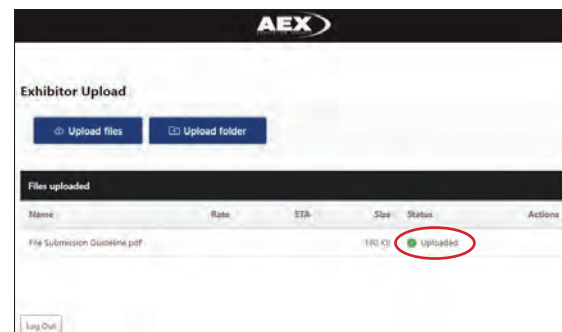 AEX
Exhibitor Upload
Upload files
Upload folder
Files uploaded
Name Rate ETA Size Status Actions
File Submission Guideline.pdf 180 KB Uploaded
Log Out